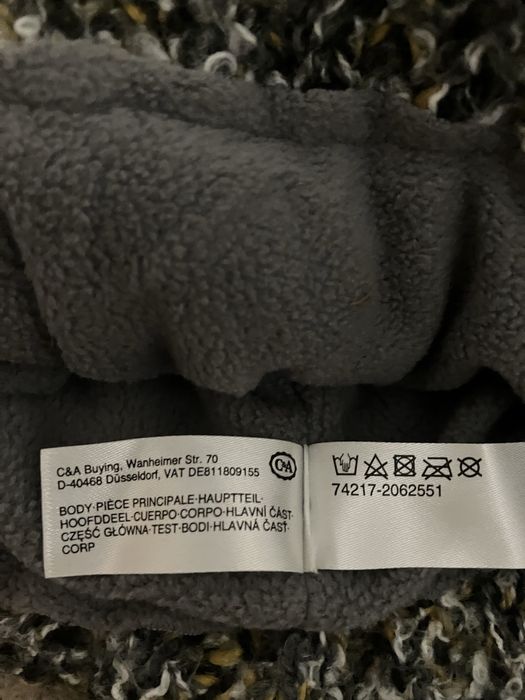 C&A Buying, Wanheimer Str. 70
D-40468 Düsseldorf, VAT DE811809155
C&A
BODY·PIÈCE PRINCIPALE·HAUPTTEIL·
HOOFDDEEL·CUERPO·CORPO·HLAVNÍ ČÁST·
CZĘŚĆ GŁÓWNA·TEST·BODI·HLAVNÁ ČASŤ·
CORP
74217-2062551